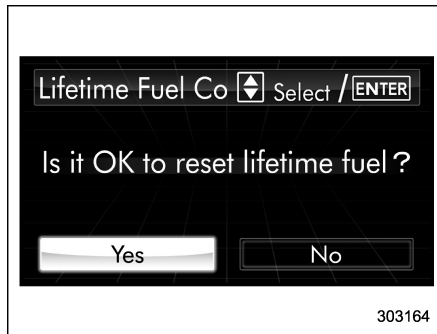 Lifetime Fuel Co Select / ENTER
Is it OK to reset lifetime fuel ?
Yes No
303164